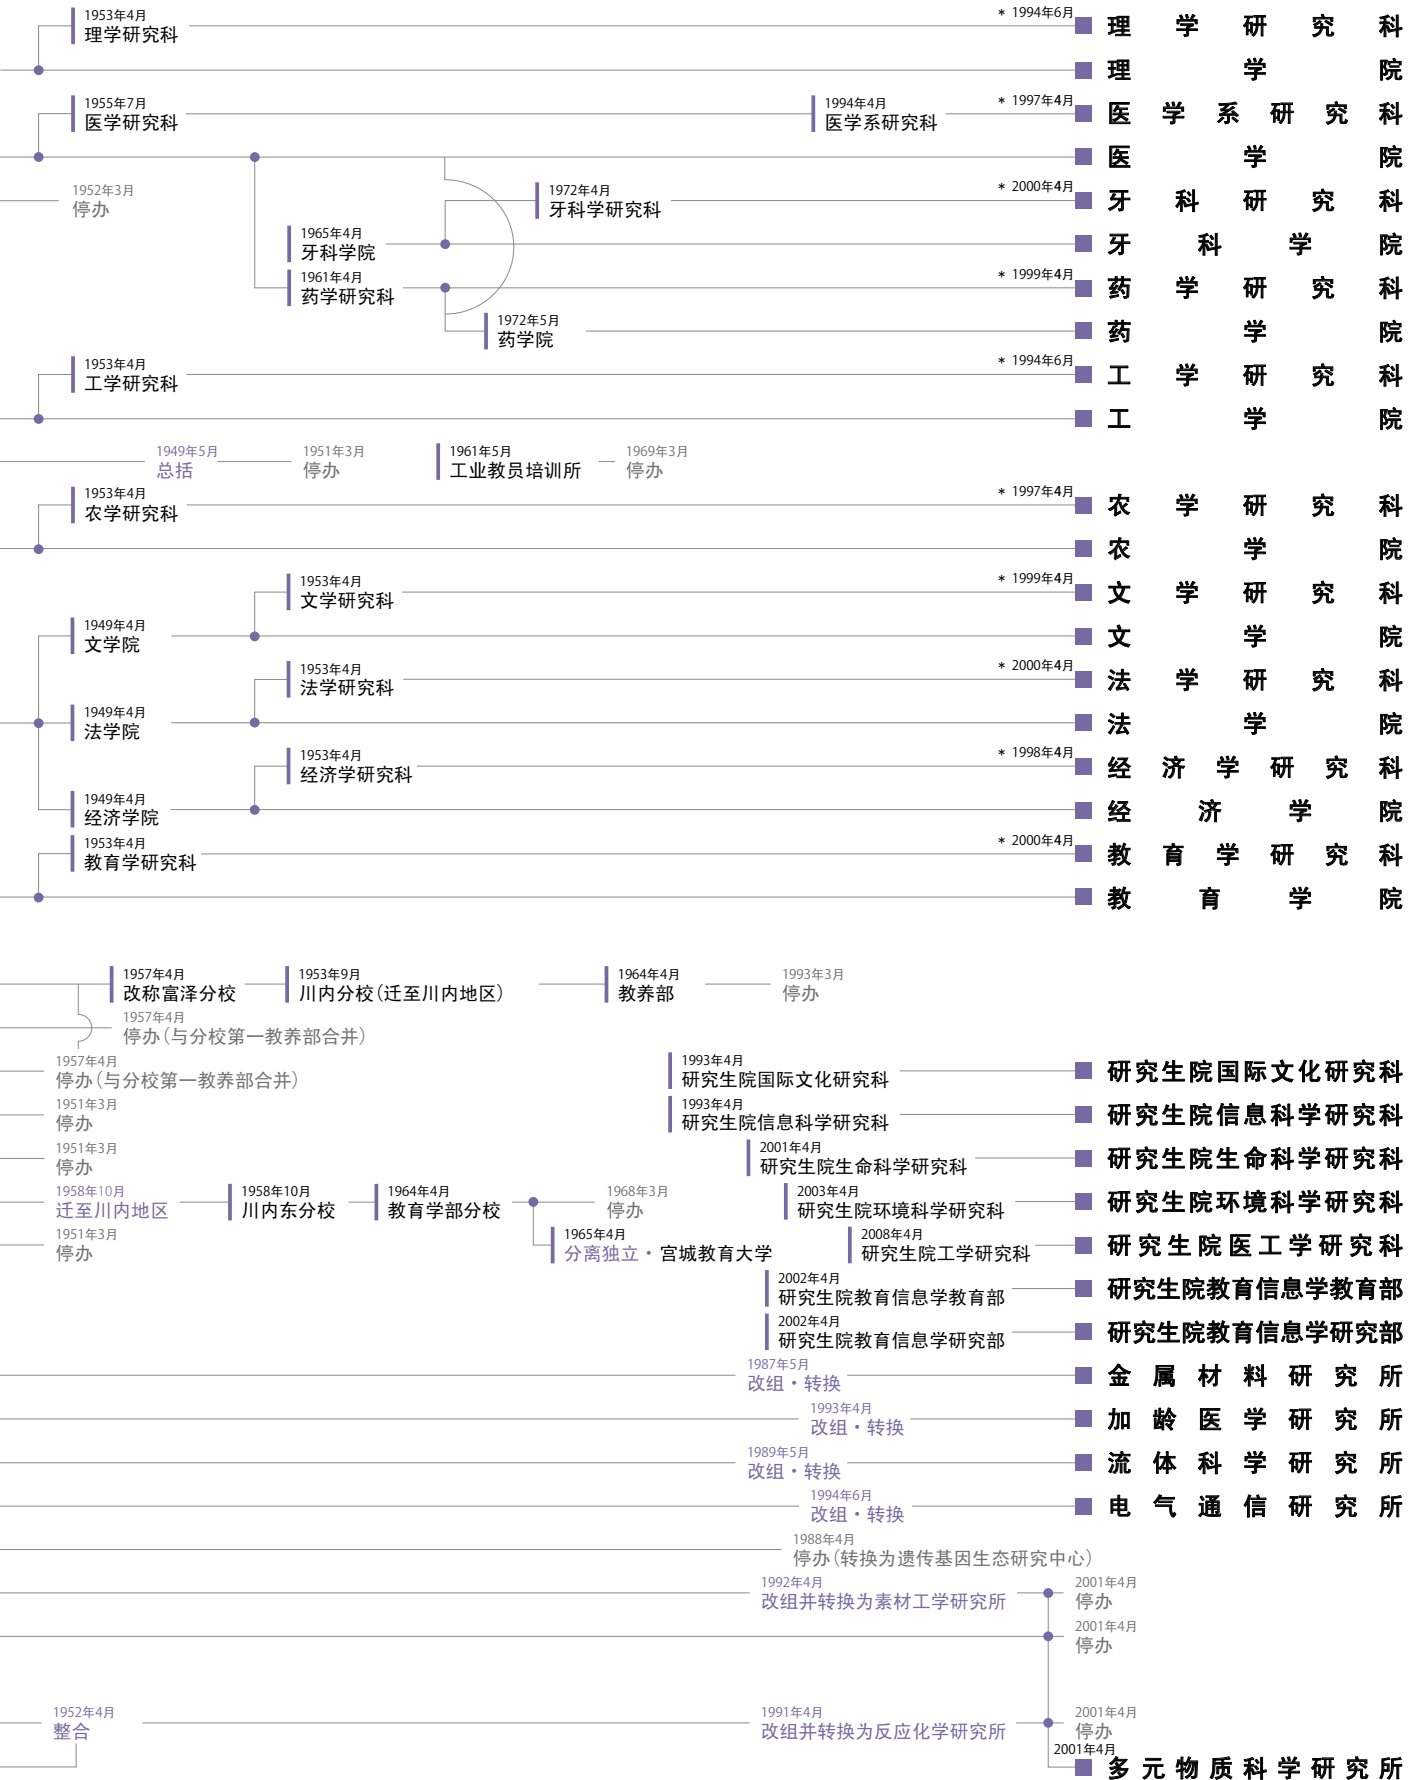 1953年4月
理学研究科
* 1994年6月
理学研究科
理学院
1955年7月
医学研究科
1994年4月
医学系研究科
* 1997年4月
医学系研究科
医学院
1952年3月
停办
1972年4月
牙科学研究科
* 2000年4月
牙科研究科
1965年4月
牙科学院
牙科学院
1961年4月
药学研究科
* 1999年4月
药学研究科
1972年5月
药学院
药学院
1953年4月
工学研究科
* 1994年6月
工学研究科
工学院
1949年5月
总括
1951年3月
停办
1961年5月
工业教员培训所
1969年3月
停办
1953年4月
农学研究科
* 1997年4月
农学研究科
农学院
1953年4月
文学研究科
* 1999年4月
文学研究科
1949年4月
文学院
文学院
1953年4月
法学研究科
* 2000年4月
法学研究科
1949年4月
法学院
法学院
1953年4月
经济学研究科
* 1998年4月
经济学研究科
1949年4月
经济学院
经济学院
1953年4月
教育学研究科
* 2000年4月
教育学研究科
教育学院
1957年4月
改称富泽分校
1953年9月
川内分校(迁至川内地区)
1964年4月
教养部
1993年3月
停办
1957年4月
停办(与分校第一教养部合并)
1957年4月
停办(与分校第一教养部合并)
1993年4月
研究生院国际文化研究科
研究生院国际文化研究科
1951年3月
停办
1993年4月
研究生院信息科学研究科
研究生院信息科学研究科
1951年3月
停办
2001年4月
研究生院生命科学研究科
研究生院生命科学研究科
1958年10月
迁至川内地区
1958年10月
川内东分校
1964年4月
教育学部分校
1968年3月
停办
2003年4月
研究生院环境科学研究科
研究生院环境科学研究科
1951年3月
停办
1965年4月
分离独立・宫城教育大学
2008年4月
研究生院工学研究科
研究生院医工学研究科
2002年4月
研究生院教育信息学教育部
研究生院教育信息学教育部
2002年4月
研究生院教育信息学研究部
研究生院教育信息学研究部
1987年5月
改组・转换
金属材料研究所
1993年4月
改组・转换
加龄医学研究所
1989年5月
改组・转换
流体科学研究所
1994年6月
改组・转换
电气通信研究所
1988年4月
停办(转换为遗传基因生态研究中心)
1992年4月
改组并转换为素材工学研究所
2001年4月
停办
2001年4月
停办
1952年4月
整合
1991年4月
改组并转换为反应化学研究所
2001年4月
停办
2001年4月
多元物质科学研究所